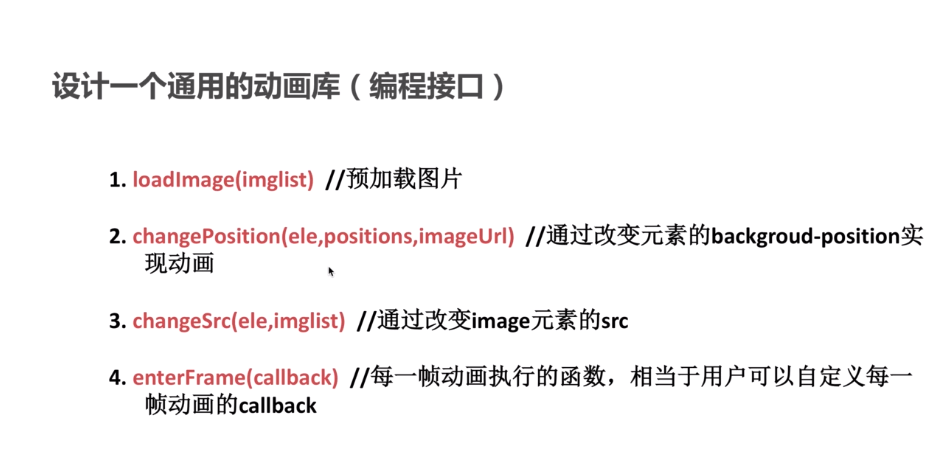 设计一个通用的动画库（编程接口）
1. loadImage(imglist) //预加载图片
2. changePosition(ele,positions,imageUrl) //通过改变元素的backgroud-position实
现动画
3. changeSrc(ele,imglist) //通过改变image元素的src
4. enterFrame(callback) //每一帧动画执行的函数，相当于用户可以自定义每一
帧动画的callback